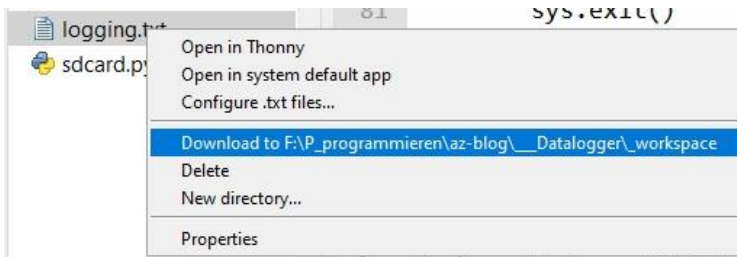 81 sys.exit()
logging.txt
sdcard.py
Open in Thonny
Open in system default app
Configure .txt files...
Download to F:\P_programmieren\az-blog\___Datalogger\_workspace
Delete
New directory...
Properties